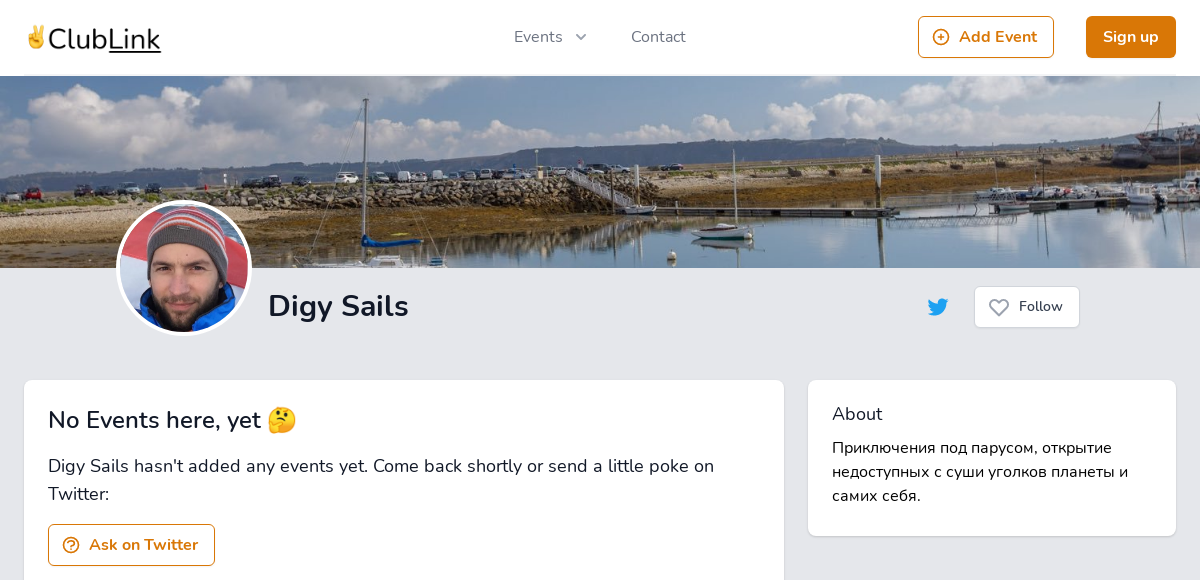 ✌ClubLink
Events
Contact
Add Event
Sign up
Digy Sails
Follow
No Events here, yet 🤔
Digy Sails hasn't added any events yet. Come back shortly or send a little poke on
Twitter:
Ask on Twitter
About
Приключения под парусом, открытие
недоступных с суши уголков планеты и
самих себя.